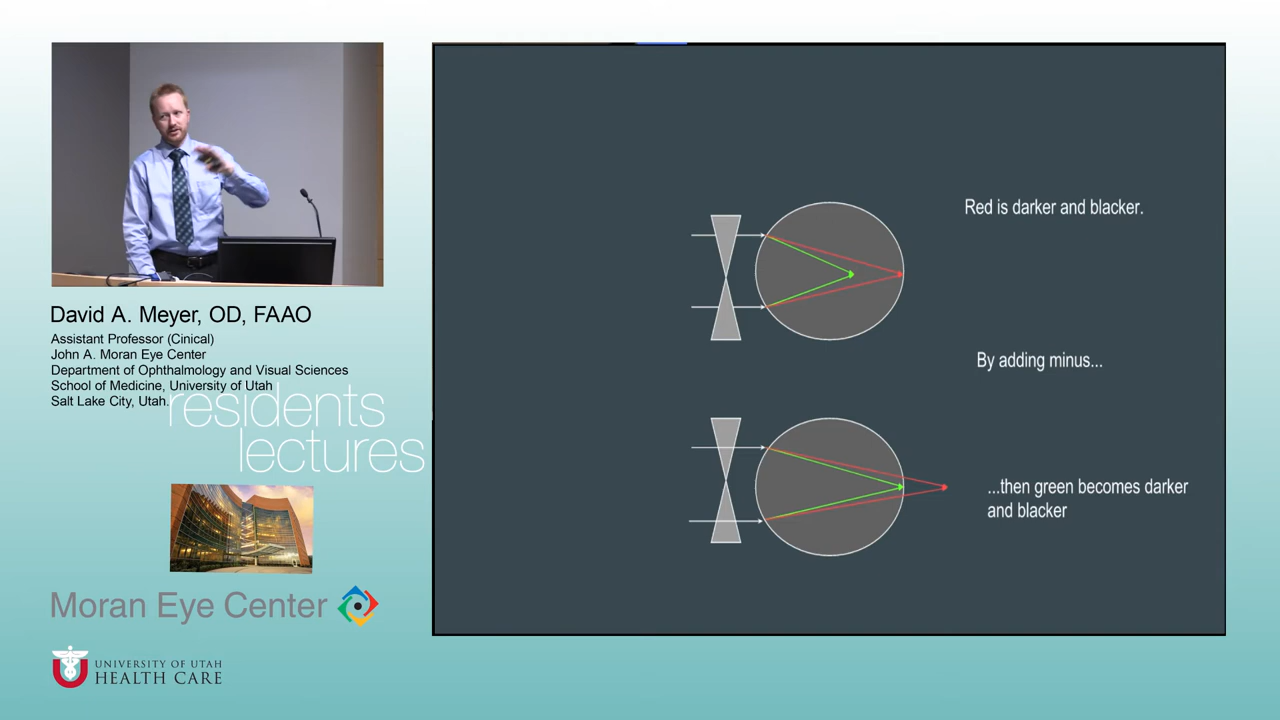 David A. Meyer, OD, FAAO
Assistant Professor (Cinical)
John A. Moran Eye Center
Department of Ophthalmology and Visual Sciences
School of Medicine, University of Utah
Salt Lake City, Utah.
residents
lectures
Moran Eye Center
UNIVERSITY OF UTAH
HEALTH CARE
Red is darker and blacker.
By adding minus...
...then green becomes darker
and blacker